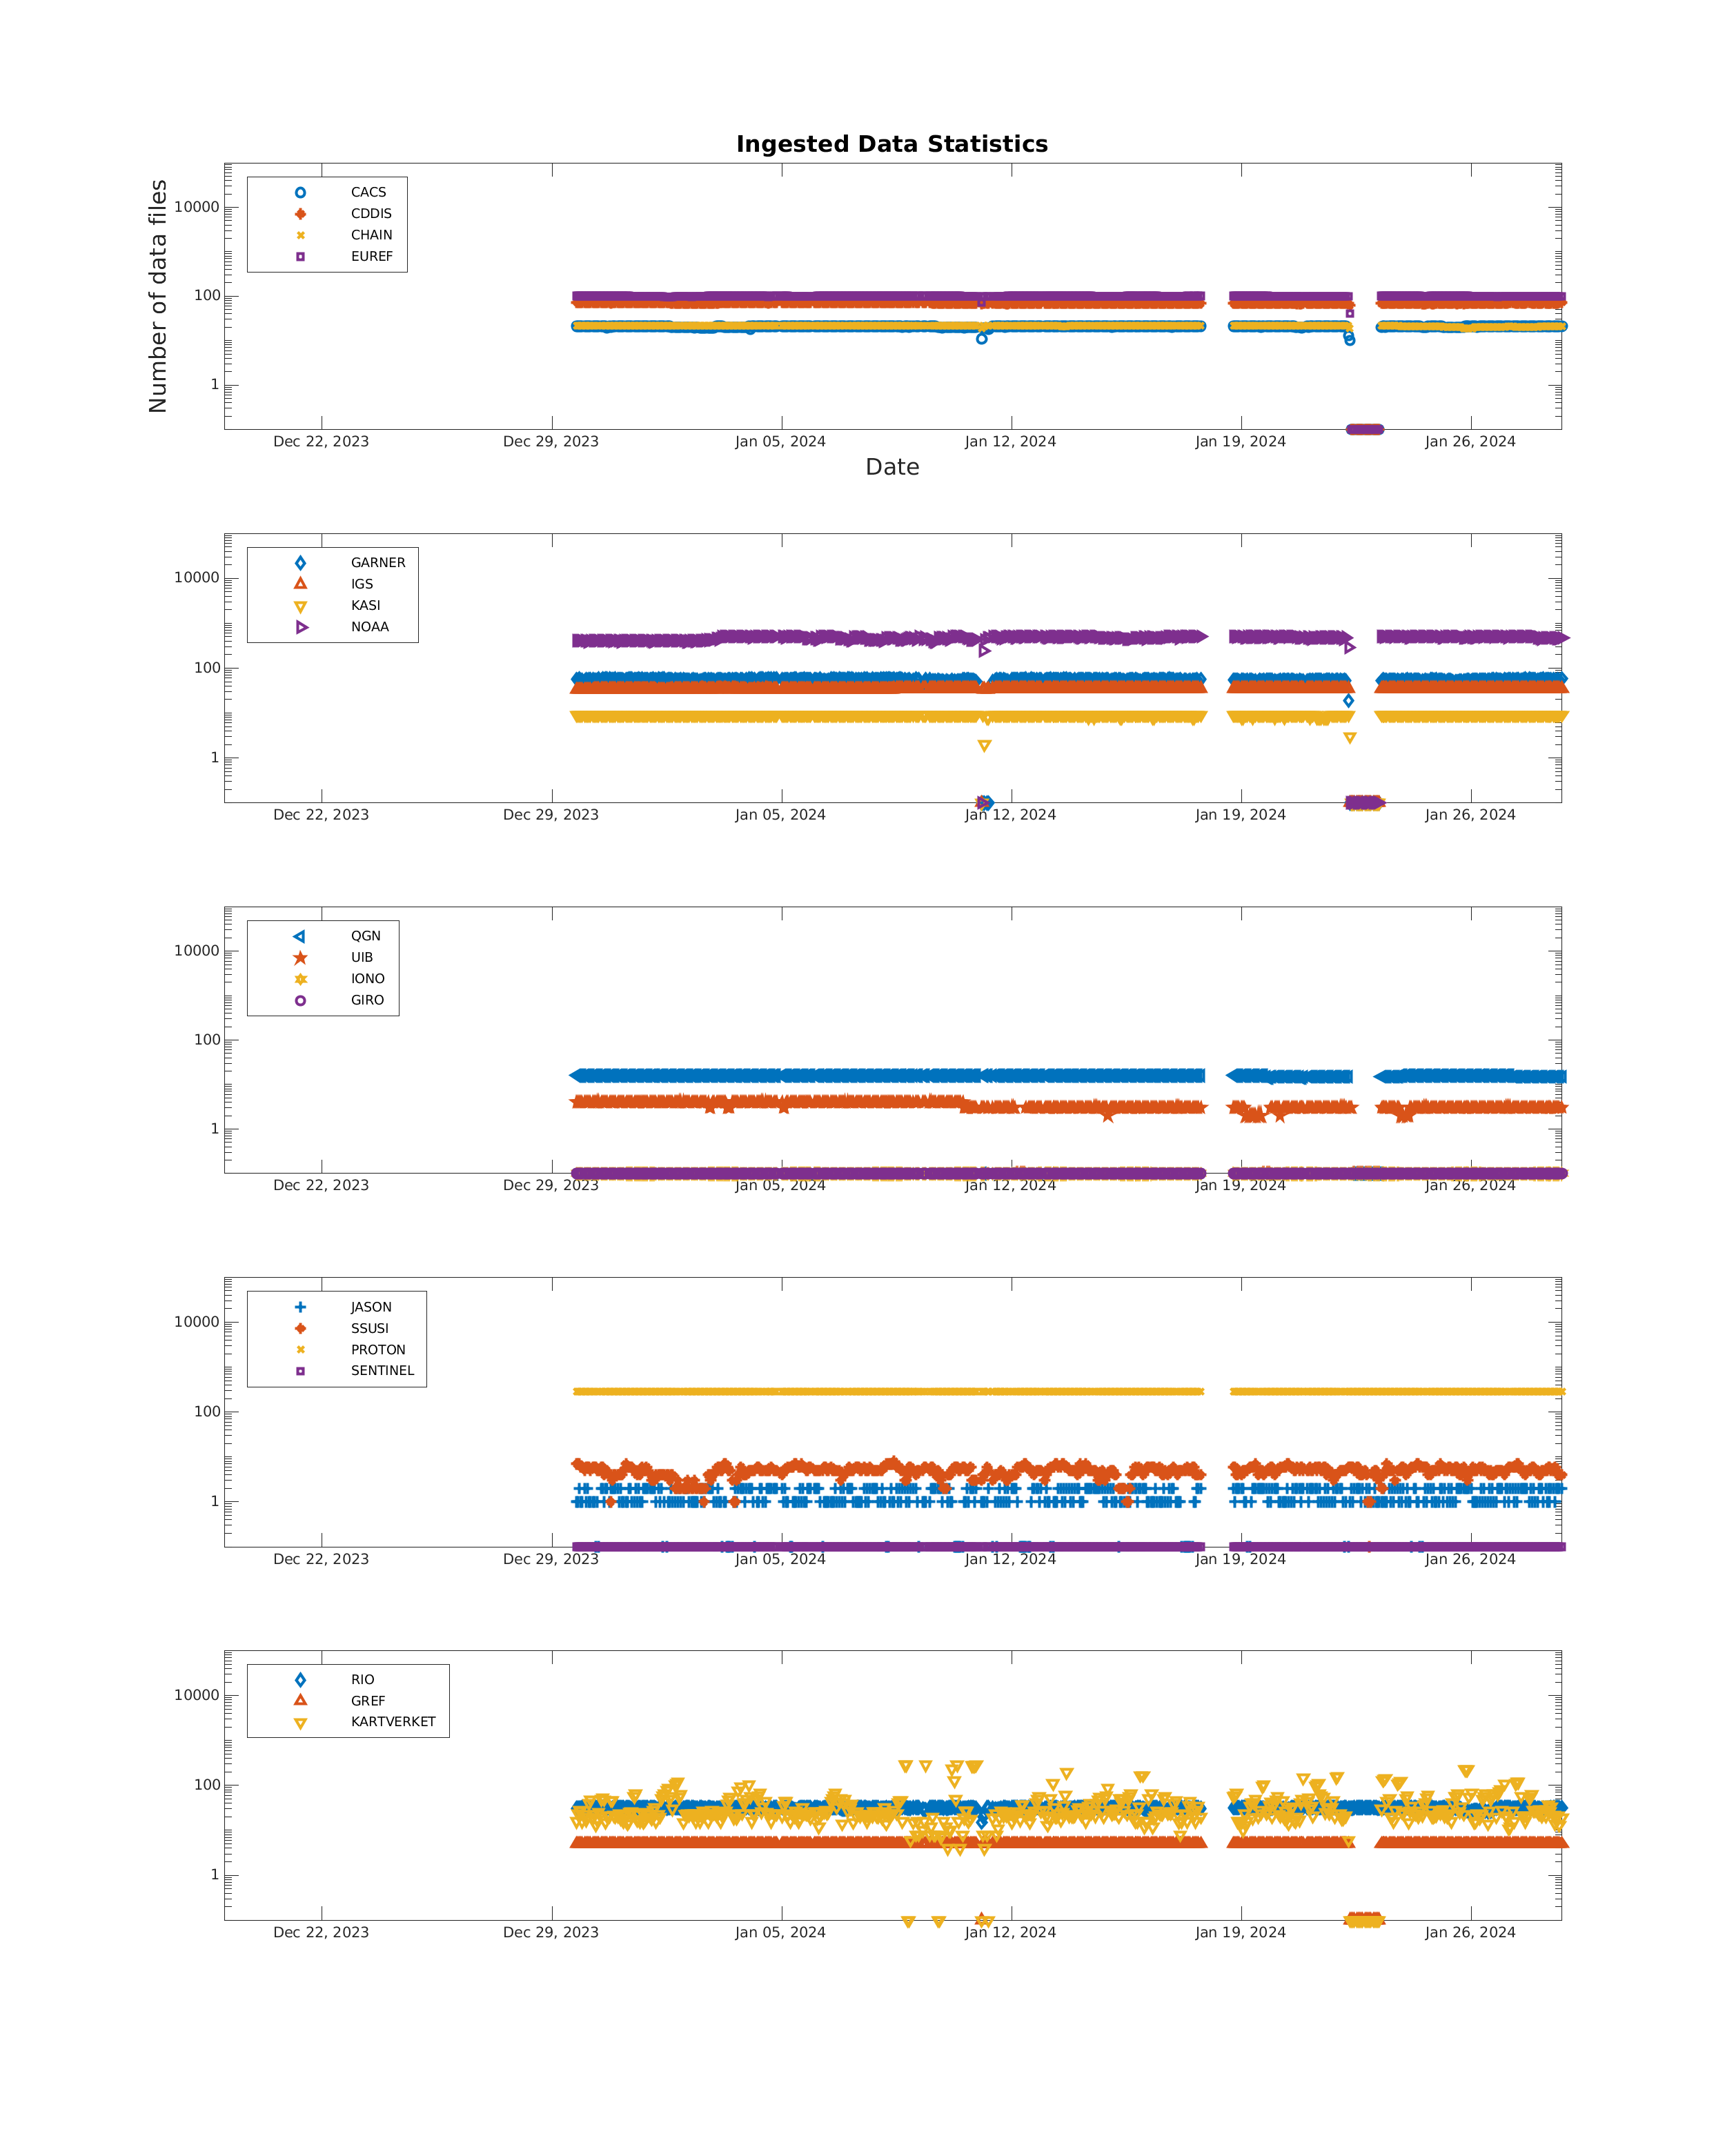 Ingested Data Statistics
Number of data files
10000
100
1
CACS
CDDIS
CHAIN
EUREF
Dec 22, 2023 Dec 29, 2023 Jan 05, 2024 Jan 12, 2024 Jan 19, 2024 Jan 26, 2024
Date
10000
100
1
GARNER
IGS
KASI
NOAA
Dec 22, 2023 Dec 29, 2023 Jan 05, 2024 Jan 12, 2024 Jan 19, 2024 Jan 26, 2024
10000
100
1
QGN
UIB
IONO
GIRO
Dec 22, 2023 Dec 29, 2023 Jan 05, 2024 Jan 12, 2024 Jan 19, 2024 Jan 26, 2024
10000
100
1
JASON
SSUSI
PROTON
SENTINEL
Dec 22, 2023 Dec 29, 2023 Jan 05, 2024 Jan 12, 2024 Jan 19, 2024 Jan 26, 2024
10000
100
1
RIO
GREF
KARTVERKET
Dec 22, 2023 Dec 29, 2023 Jan 05, 2024 Jan 12, 2024 Jan 19, 2024 Jan 26, 2024